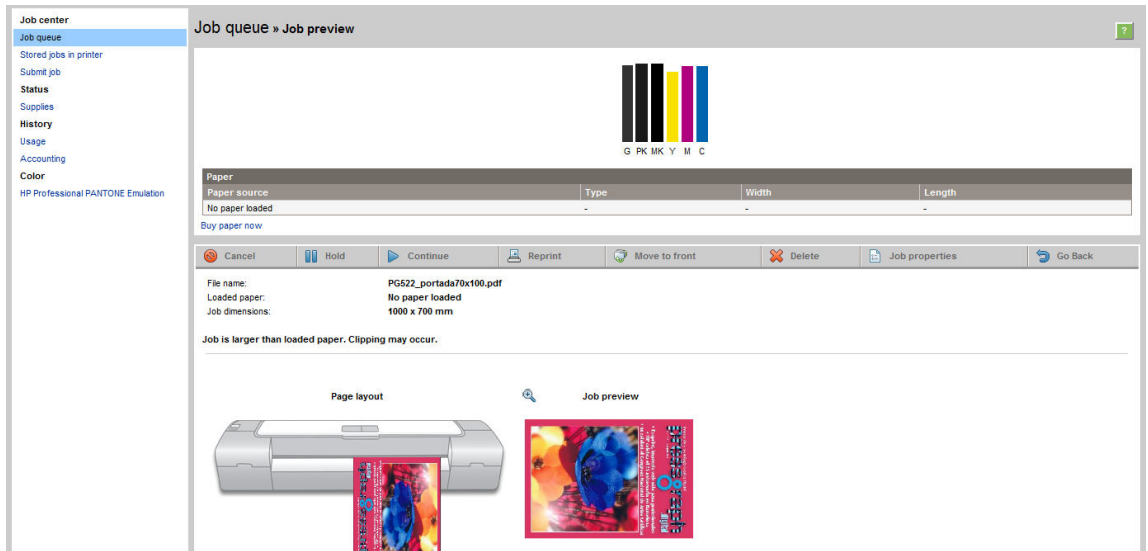 Job center
Job queue
Stored jobs in printer
Submit job
Status
Supplies
History
Usage
Accounting
Color
HP Professional PANTONE Emulation
Job queue » Job preview
?
G PK MK Y M C
Paper
Paper source Type Width Length
No paper loaded - - -
Buy paper now
Cancel Hold Continue Reprint Move to front Delete Job properties Go Back
File name: PG522_portada70x100.pdf
Loaded paper: No paper loaded
Job dimensions: 1000 x 700 mm
Job is larger than loaded paper. Clipping may occur.
Page layout Job preview
digital